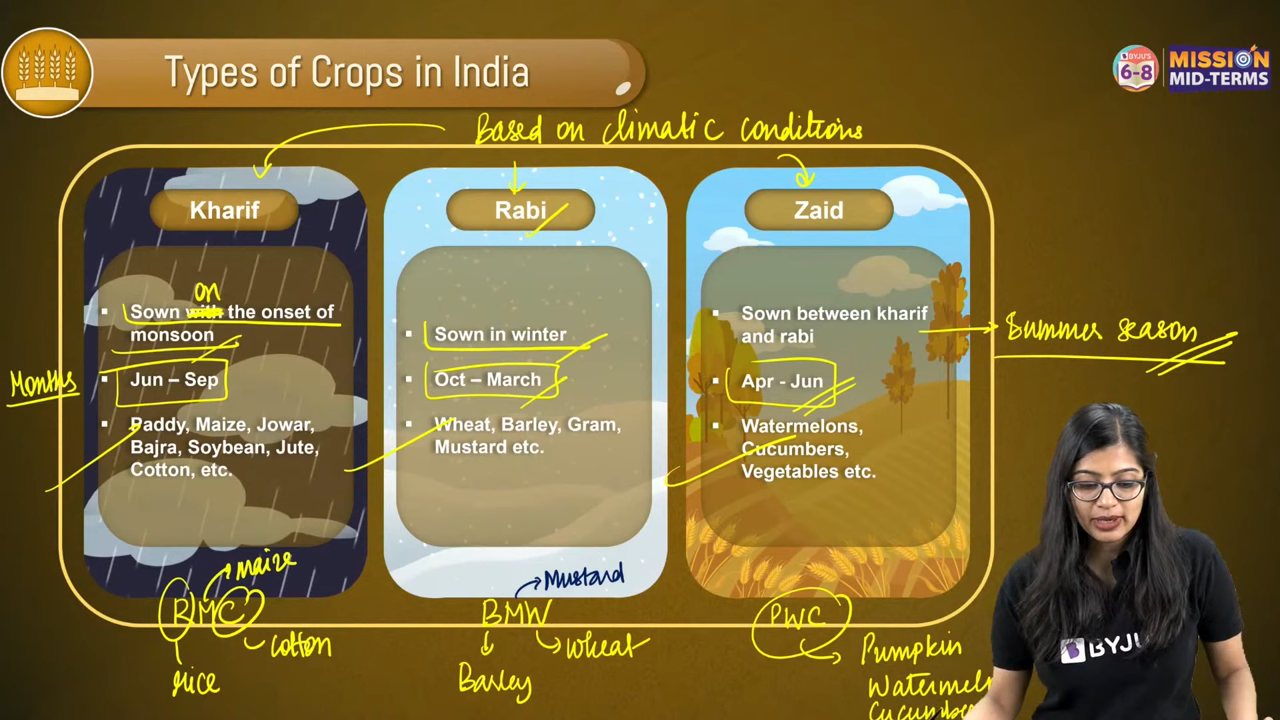 Types of Crops in India
BYJU'S
6-8
MISSION
MID-TERMS
Based on climatic conditions
Kharif
on
Sown with the onset of
monsoon
Months
Jun – Sep
Paddy, Maize, Jowar,
Bajra, Soybean, Jute,
Cotton, etc.
RMC
Maize
Cotton
Rice
Rabi
Sown in winter
Oct – March
Wheat, Barley, Gram,
Mustard etc.
BMW
Mustard
Wheat
Barley
Zaid
Sown between kharif
and rabi
Summer season
Apr - Jun
Watermelons,
Cucumbers,
Vegetables etc.
PWC
Pumpkin
BYJU'S